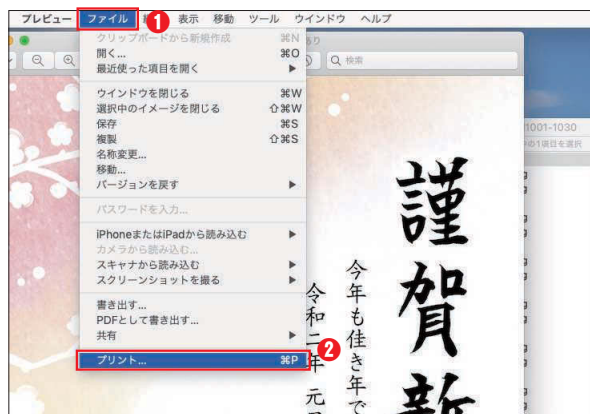 プレビュー ファイル 表示 移動 ツール ウインドウ ヘルプ
1
クリップボードから新規作成 ⌘N
開く... ⌘O
最近使った項目を開く ▶
ウインドウを閉じる ⌘W
選択中のイメージを閉じる ⇧⌘W
保存 ⌘S
複製 ⇧⌘S
名称変更...
移動...
バージョンを戻す ▶
パスワードを入力...
iPhoneまたはiPadから読み込む ▶
カメラから読み込む...
スキャナから読み込む ▶
スクリーンショットを撮る ▶
書き出す...
PDFとして書き出す...
共有 ▶
プリント... ⌘P
2
検索
1001-1030
の1項目を選択
謹賀新
今年も佳き年で
令和二年 元